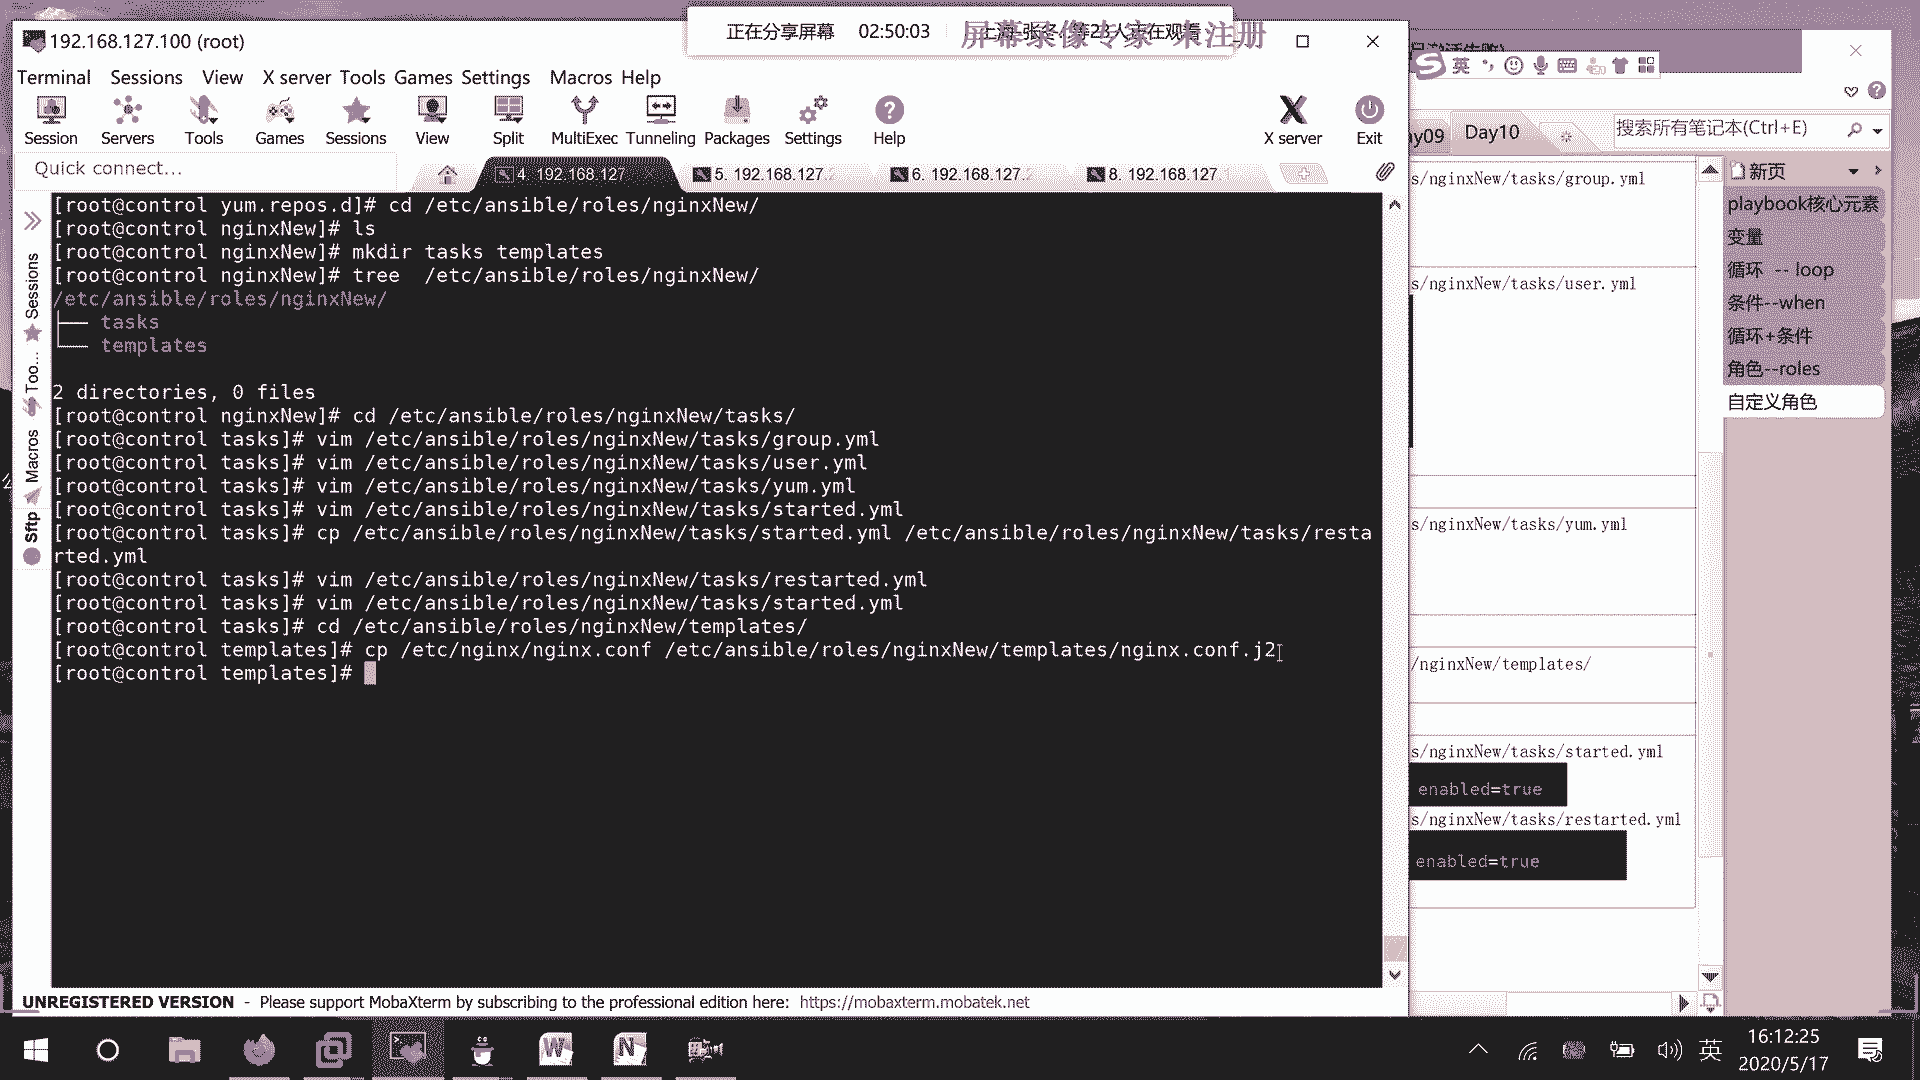 正在分享屏幕 02:50:03
屏幕录像专家 未注册
192.168.127.100 (root)
Terminal Sessions View X server Tools Games Settings Macros Help
Session Servers Tools Games Sessions View Split MultiExec Tunneling Packages Settings Help X server Exit
Quick connect...
4. 192.168.127 5. 192.168.127. 6. 192.168.127. 8. 192.168.127.
[root@control yum.repos.d]# cd /etc/ansible/roles/nginxNew/
[root@control nginxNew]# ls
[root@control nginxNew]# mkdir tasks templates
[root@control nginxNew]# tree  /etc/ansible/roles/nginxNew/
/etc/ansible/roles/nginxNew/
├── tasks
└── templates
2 directories, 0 files
[root@control nginxNew]# cd /etc/ansible/roles/nginxNew/tasks/
[root@control tasks]# vim /etc/ansible/roles/nginxNew/tasks/group.yml
[root@control tasks]# vim /etc/ansible/roles/nginxNew/tasks/user.yml
[root@control tasks]# vim /etc/ansible/roles/nginxNew/tasks/yum.yml
[root@control tasks]# vim /etc/ansible/roles/nginxNew/tasks/started.yml
[root@control tasks]# cp /etc/ansible/roles/nginxNew/tasks/started.yml /etc/ansible/roles/nginxNew/tasks/resta
rted.yml
[root@control tasks]# vim /etc/ansible/roles/nginxNew/tasks/restarted.yml
[root@control tasks]# vim /etc/ansible/roles/nginxNew/tasks/started.yml
[root@control tasks]# cd /etc/ansible/roles/nginxNew/templates/
[root@control templates]# cp /etc/nginx/nginx.conf /etc/ansible/roles/nginxNew/templates/nginx.conf.j2
[root@control templates]#
Sessions
Too...
Macros
Sftp
UNREGISTERED VERSION - Please support MobaXterm by subscribing to the professional edition here: https://mobaxterm.mobatek.net
英
y09 Day10 搜索所有笔记本(Ctrl+E)
s/nginxNew/tasks/group.yml
s/nginxNew/tasks/user.yml
s/nginxNew/tasks/yum.yml
/nginxNew/templates/
s/nginxNew/tasks/started.yml
enabled=true
s/nginxNew/tasks/restarted.yml
enabled=true
新页
playbook核心元素
变量
循环 -- loop
条件--when
循环+条件
角色--roles
自定义角色
英
16:12:25
2020/5/17